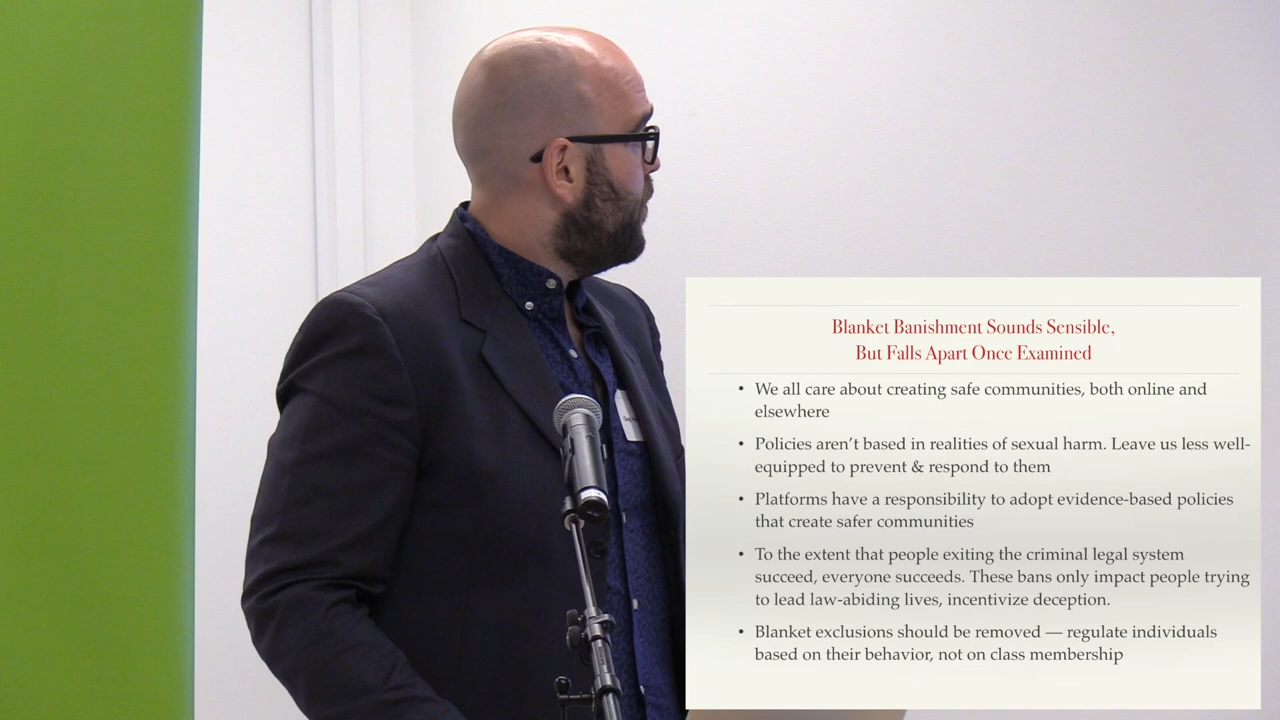 Blanket Banishment Sounds Sensible,
But Falls Apart Once Examined
• We all care about creating safe communities, both online and
elsewhere
• Policies aren’t based in realities of sexual harm. Leave us less well-
equipped to prevent & respond to them
• Platforms have a responsibility to adopt evidence-based policies
that create safer communities
• To the extent that people exiting the criminal legal system
succeed, everyone succeeds. These bans only impact people trying
to lead law-abiding lives, incentivize deception.
• Blanket exclusions should be removed — regulate individuals
based on their behavior, not on class membership